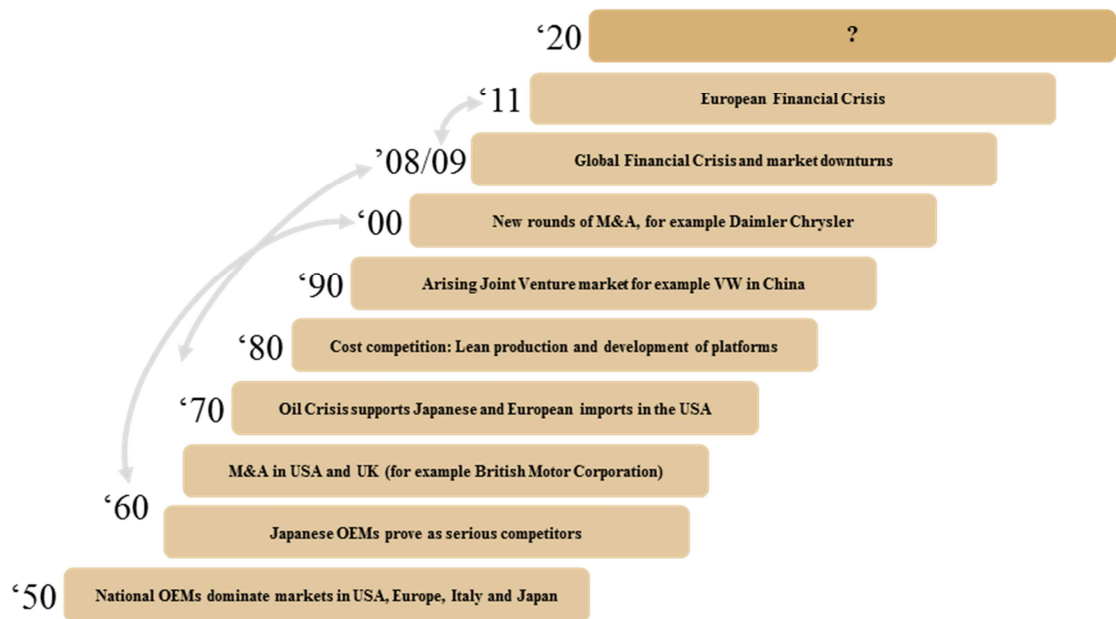 ‘20 ?
‘11 European Financial Crisis
’08/09 Global Financial Crisis and market downturns
‘00 New rounds of M&A, for example Daimler Chrysler
‘90 Arising Joint Venture market for example VW in China
‘80 Cost competition: Lean production and development of platforms
‘70 Oil Crisis supports Japanese and European imports in the USA
M&A in USA and UK (for example British Motor Corporation)
‘60 Japanese OEMs prove as serious competitors
‘50 National OEMs dominate markets in USA, Europe, Italy and Japan